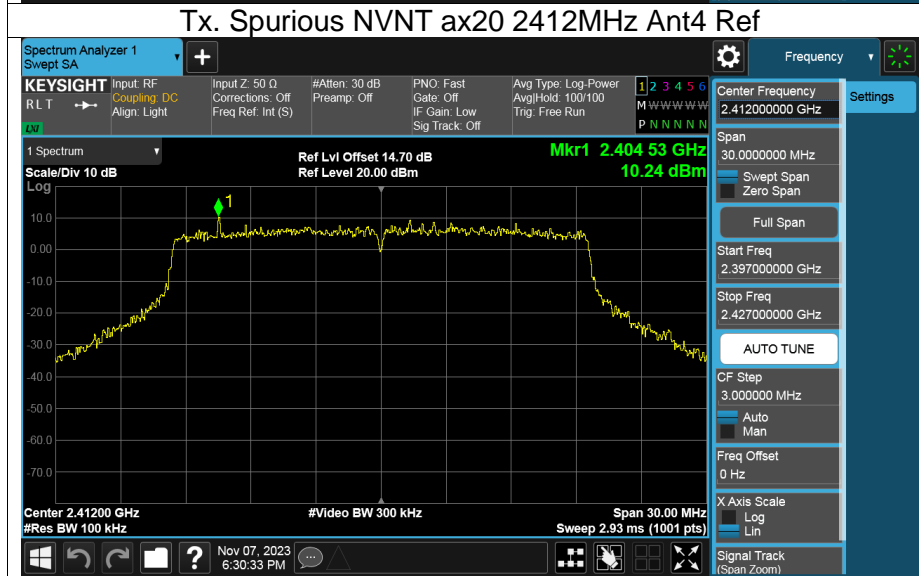 Tx. Spurious NVNT ax20 2412MHz Ant4 Ref
Spectrum Analyzer 1
Swept SA
+
Frequency
KEYSIGHT
RLT
LXI
Input: RF
Coupling: DC
Align: Light
Input Z: 50 Ω
Corrections: Off
Freq Ref: Int (S)
#Atten: 30 dB
Preamp: Off
PNO: Fast
Gate: Off
IF Gain: Low
Sig Track: Off
Avg Type: Log-Power
Avg|Hold: 100/100
Trig: Free Run
1 2 3 4 5 6
M W W W W W
P N N N N N
1 Spectrum
Scale/Div 10 dB
Ref Lvl Offset 14.70 dB
Ref Level 20.00 dBm
Mkr1 2.404 53 GHz
10.24 dBm
Log
1
10.0
0.00
-10.0
-20.0
-30.0
-40.0
-50.0
-60.0
-70.0
Center 2.41200 GHz
#Res BW 100 kHz
#Video BW 300 kHz
Span 30.00 MHz
Sweep 2.93 ms (1001 pts)
?
Nov 07, 2023
6:30:33 PM
Center Frequency
2.412000000 GHz
Settings
Span
30.0000000 MHz
Swept Span
Zero Span
Full Span
Start Freq
2.397000000 GHz
Stop Freq
2.427000000 GHz
AUTO TUNE
CF Step
3.000000 MHz
Auto
Man
Freq Offset
0 Hz
X Axis Scale
Log
Lin
Signal Track
(Span Zoom)